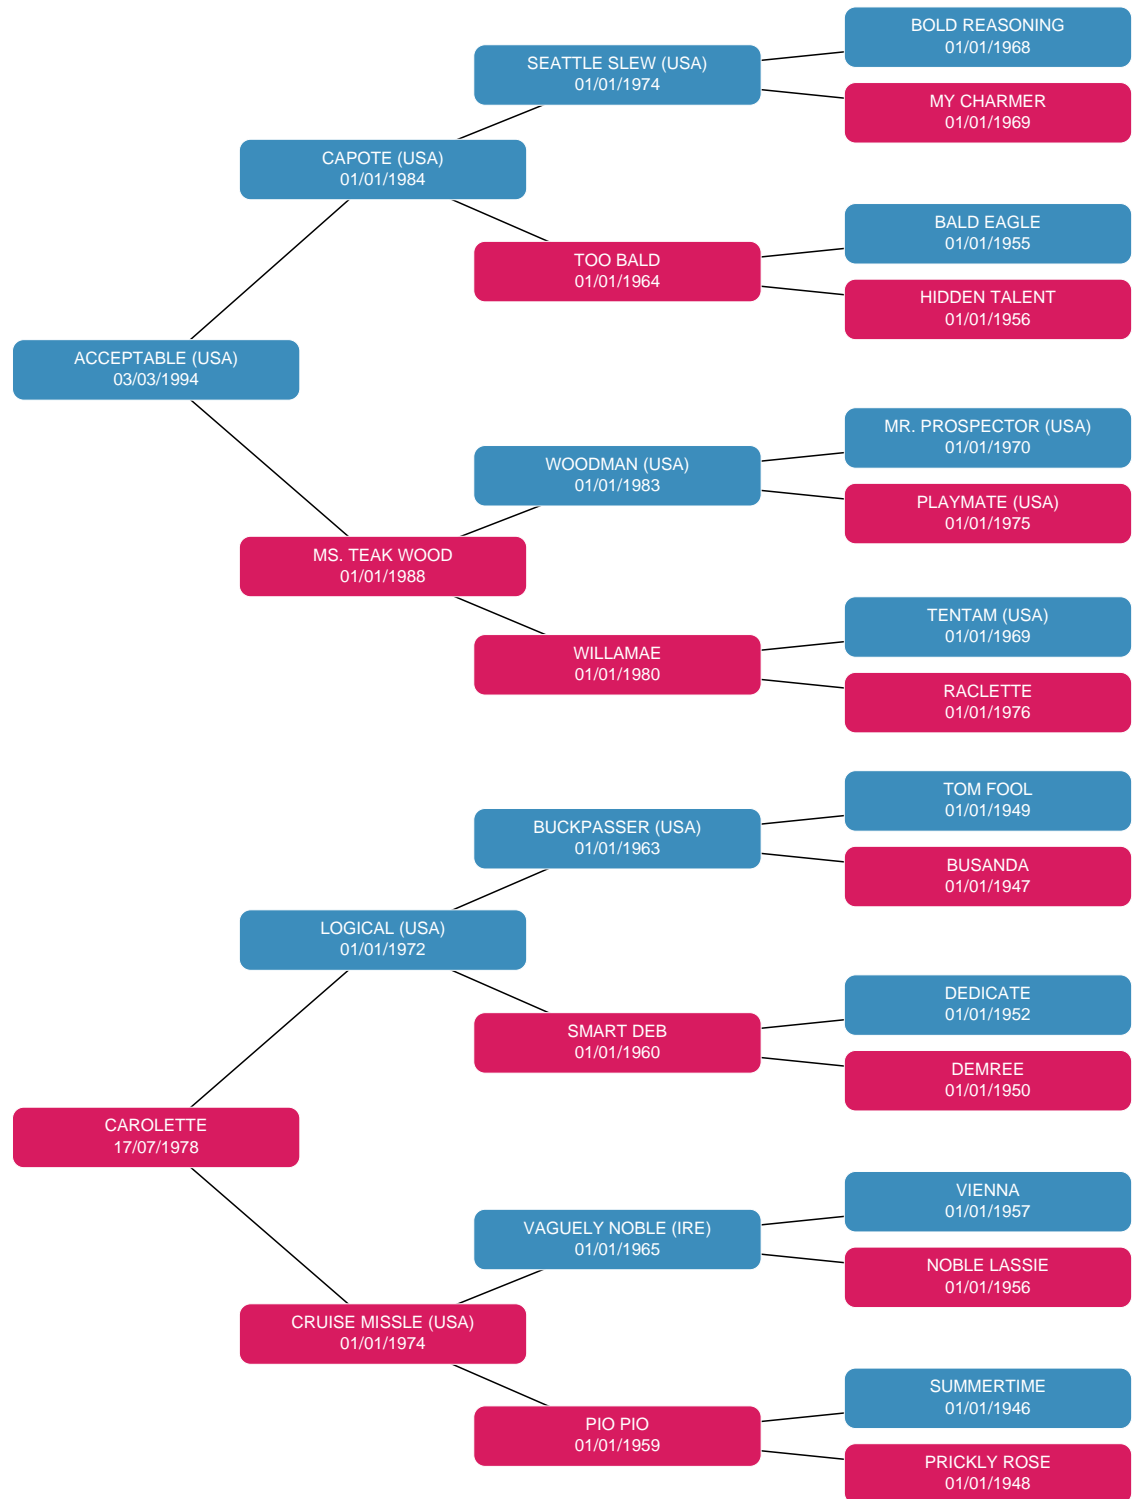 BOLD REASONING
01/01/1968
SEATTLE SLEW (USA)
01/01/1974
MY CHARMER
01/01/1969
CAPOTE (USA)
01/01/1984
BALD EAGLE
01/01/1955
TOO BALD
01/01/1964
HIDDEN TALENT
01/01/1956
ACCEPTABLE (USA)
03/03/1994
MR. PROSPECTOR (USA)
01/01/1970
WOODMAN (USA)
01/01/1983
PLAYMATE (USA)
01/01/1975
MS. TEAK WOOD
01/01/1988
TENTAM (USA)
01/01/1969
WILLAMAE
01/01/1980
RACLETTE
01/01/1976
TOM FOOL
01/01/1949
BUCKPASSER (USA)
01/01/1963
BUSANDA
01/01/1947
LOGICAL (USA)
01/01/1972
DEDICATE
01/01/1952
SMART DEB
01/01/1960
DEMREE
01/01/1950
CAROLETTE
17/07/1978
VIENNA
01/01/1957
VAGUELY NOBLE (IRE)
01/01/1965
NOBLE LASSIE
01/01/1956
CRUISE MISSLE (USA)
01/01/1974
SUMMERTIME
01/01/1946
PIO PIO
01/01/1959
PRICKLY ROSE
01/01/1948